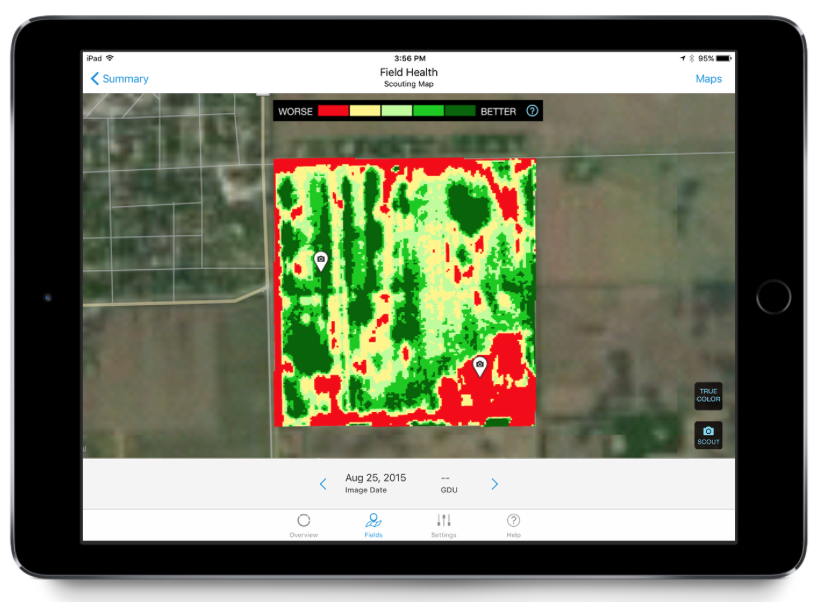 iPad
3:56 PM
95%
Summary
Field Health
Maps
Scouting Map
WORSE
BETTER
?
TRUE
COLOR
SCOUT
Aug 25, 2015
--
Image Date
GDU
Overview
Fields
Settings
?
Help